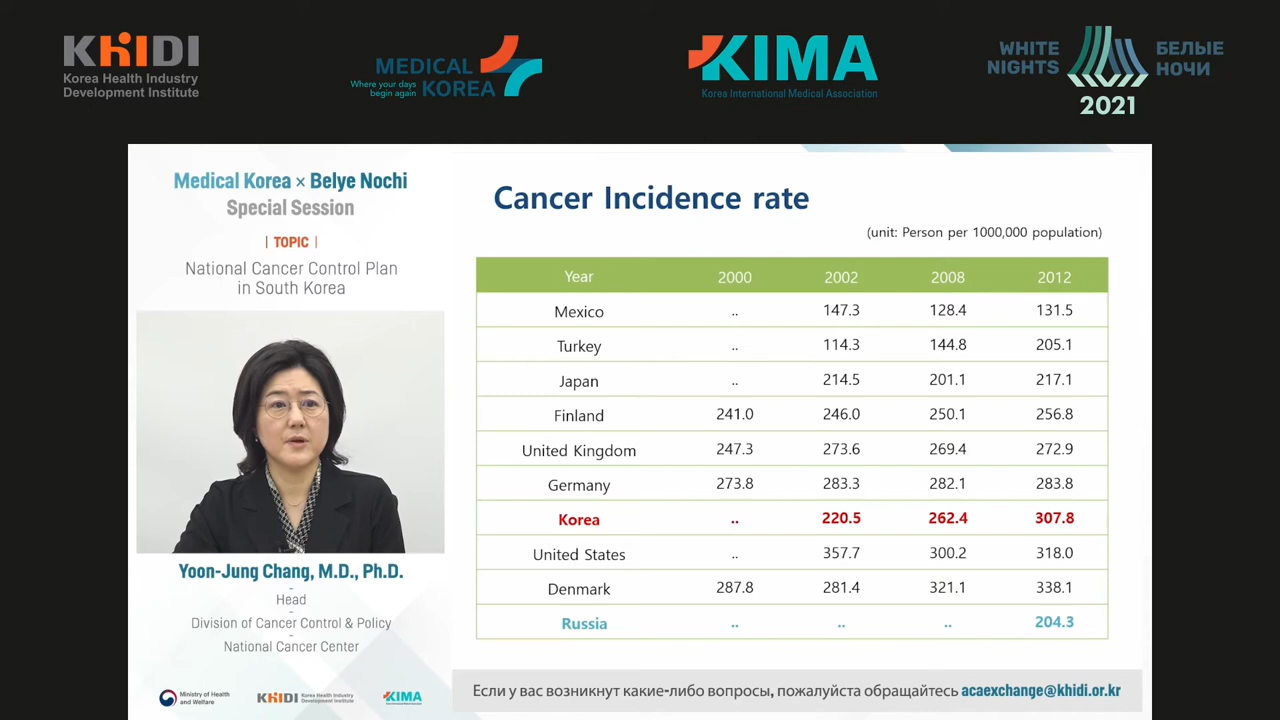 KHIDI
Korea Health Industry
Development Institute
MEDICAL
KOREA
Where your days
begin again
KIMA
Korea International Medical Association
WHITE
NIGHTS
БЕЛЫЕ
НОЧИ
2021
Medical Korea × Belye Nochi
Special Session
| TOPIC |
National Cancer Control Plan
in South Korea
Yoon-Jung Chang, M.D., Ph.D.
Head
Division of Cancer Control & Policy
National Cancer Center
Ministry of Health
and Welfare
KHIDI
Korea Health Industry
Development Institute
KIMA
Cancer Incidence rate
(unit: Person per 1000,000 population)
Year 2000 2002 2008 2012
Mexico .. 147.3 128.4 131.5
Turkey .. 114.3 144.8 205.1
Japan .. 214.5 201.1 217.1
Finland 241.0 246.0 250.1 256.8
United Kingdom 247.3 273.6 269.4 272.9
Germany 273.8 283.3 282.1 283.8
Korea .. 220.5 262.4 307.8
United States .. 357.7 300.2 318.0
Denmark 287.8 281.4 321.1 338.1
Russia .. .. .. 204.3
Если у вас возникнут какие-либо вопросы, пожалуйста обращайтесь acaexchange@khidi.or.kr